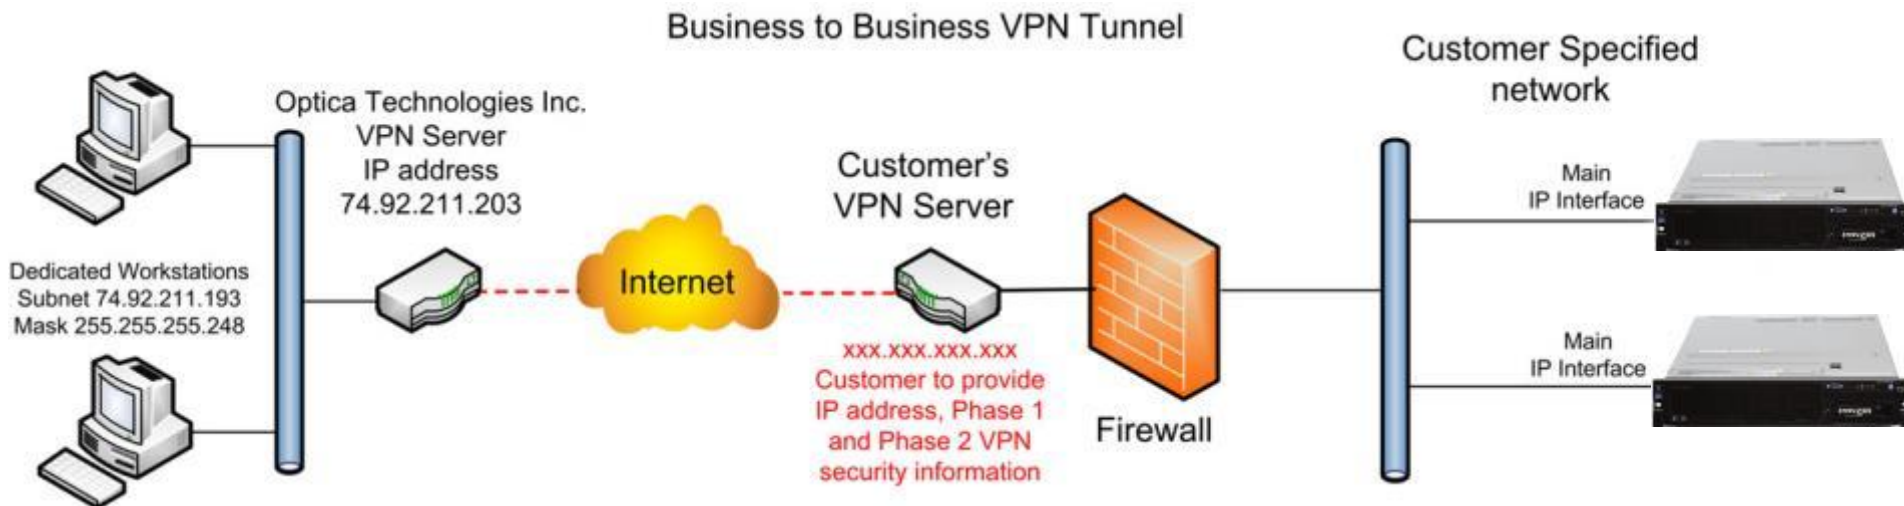 Business to Business VPN Tunnel
Customer Specified
network
Optica Technologies Inc.
VPN Server
IP address
74.92.211.203
Customer's
VPN Server
Main
IP Interface
Dedicated Workstations
Subnet 74.92.211.193
Mask 255.255.255.248
Internet
xxx.xxx.xxx.xxx
Customer to provide
IP address, Phase 1
and Phase 2 VPN
security information
Firewall
Main
IP Interface